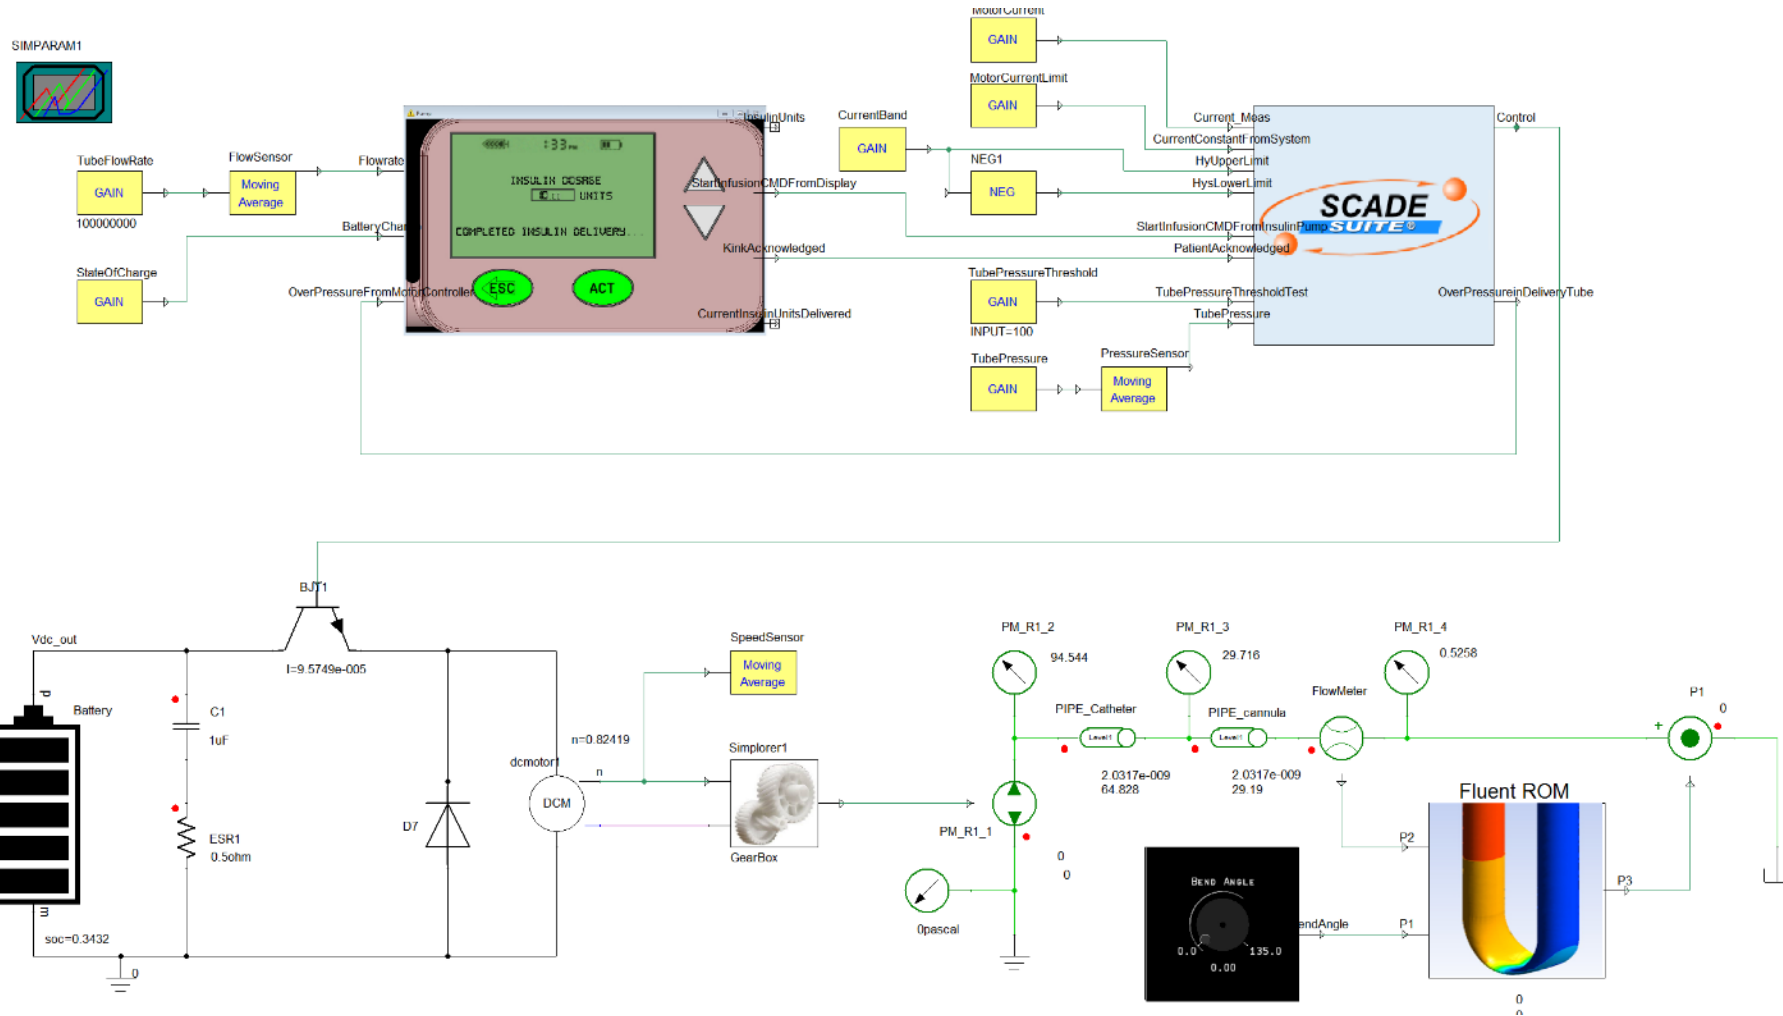 MotorCurrent
GAIN
SIMPARAM1
MotorCurrentLimit
GAIN
InsulinUnits
CurrentBand
GAIN
Current_Meas
Control
CurrentConstantFromSystem
HyUpperLimit
HysLowerLimit
NEG1
NEG
SCADE
SUITE®
TubeFlowRate
GAIN
100000000
FlowSensor
Moving
Average
Flowrate
:33
INSULIN DOSAGE
UNITS
COMPLETED INSULIN DELIVERY...
ESC
ACT
StartInfusionCMDFromDisplay
StartInfusionCMDFromInsulinPump
BatteryChar
KinkAcknowledged
PatientAcknowledged
StateOfCharge
GAIN
OverPressureFromMotorController
CurrentInsulinUnitsDelivered
TubePressureThreshold
GAIN
INPUT=100
TubePressureThresholdTest
TubePressure
OverPressureinDeliveryTube
TubePressure
GAIN
PressureSensor
Moving
Average
BJT1
Vdc_out
I=9.5749e-005
p
Battery
m
soc=0.3432
0
C1
1uF
ESR1
0.5ohm
D7
SpeedSensor
Moving
Average
n=0.82419
n
dcmotor1
DCM
Simplorer1
GearBox
PM_R1_2
94.544
PM_R1_3
29.716
PM_R1_4
0.5258
PIPE_Catheter
Level1
2.0317e-009
64.828
PIPE_cannula
Level1
2.0317e-009
29.19
FlowMeter
P1
0
+
PM_R1_1
0
0
0pascal
Fluent ROM
P2
P1
P3
BEND ANGLE
0.0
135.0
0.00
endAngle
0
0